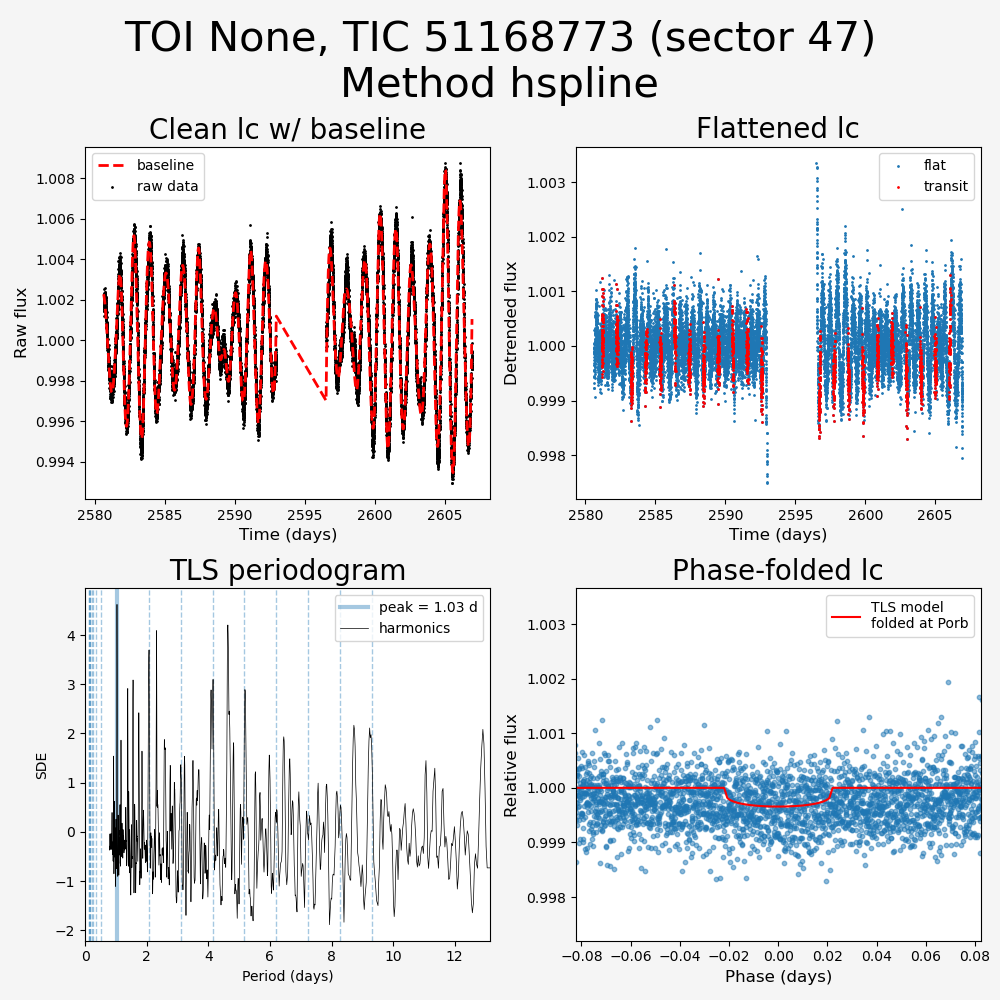 TOI None, TIC 51168773 (sector 47)
Method hspline
Clean lc w/ baseline
baseline
raw data
1.008
1.006
1.004
1.002
1.000
0.998
0.996
0.994
Raw flux
2580
2585
2590
2595
2600
2605
Time (days)
Flattened lc
flat
transit
1.003
1.002
1.001
1.000
0.999
0.998
Detrended flux
2580
2585
2590
2595
2600
2605
Time (days)
TLS periodogram
peak = 1.03 d
harmonics
4
3
2
1
0
−1
−2
SDE
0
2
4
6
8
10
12
Period (days)
Phase-folded lc
TLS model
folded at Porb
1.003
1.002
1.001
1.000
0.999
0.998
Relative flux
−0.08
−0.06
−0.04
−0.02
0.00
0.02
0.04
0.06
0.08
Phase (days)